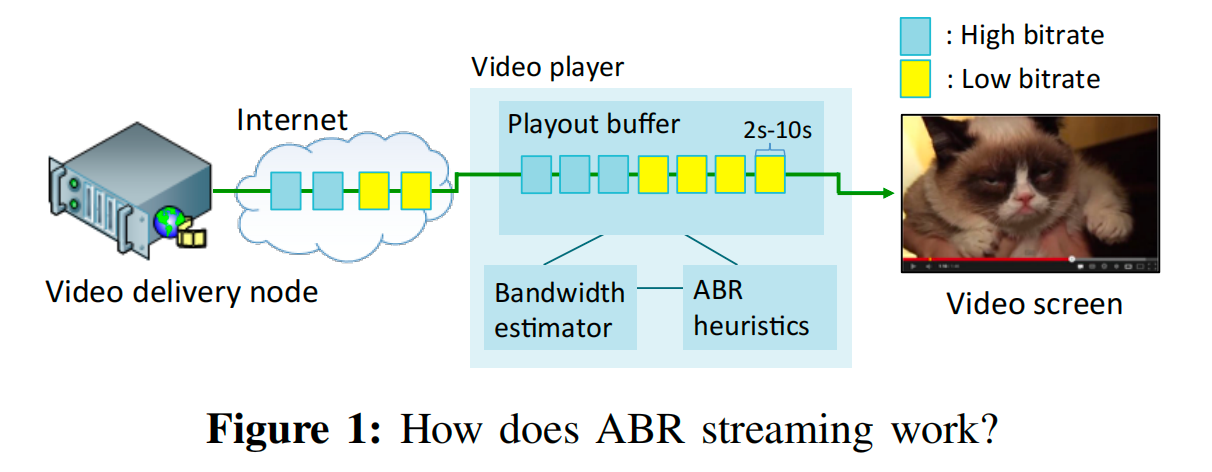 : High bitrate
: Low bitrate
Video player
Internet
Playout buffer
2s-10s
Bandwidth
estimator
ABR
heuristics
Video delivery node
Video screen
Figure 1: How does ABR streaming work?